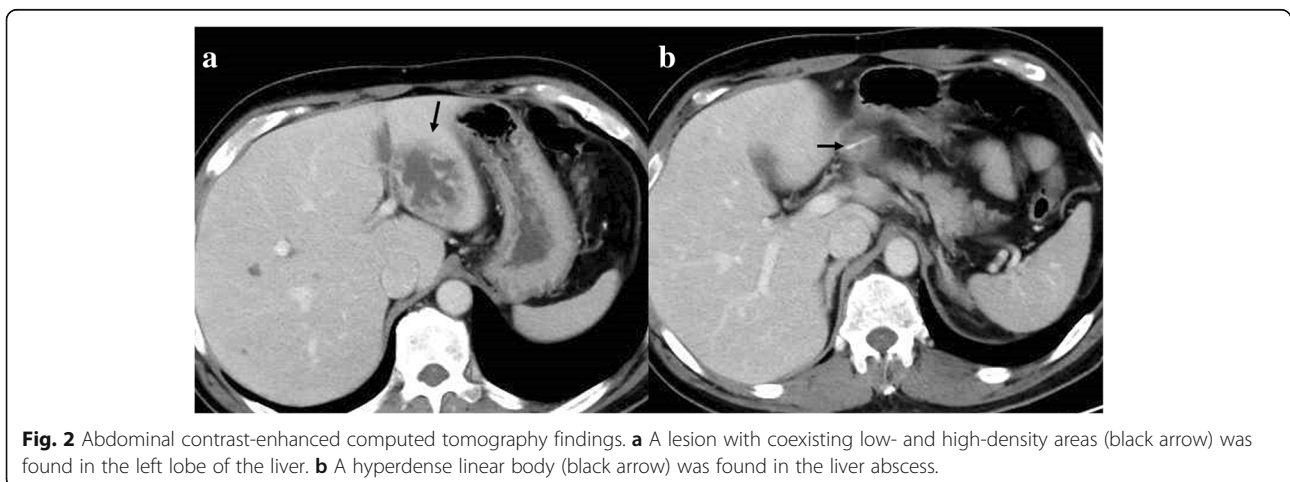 a
b
Fig. 2 Abdominal contrast-enhanced computed tomography findings. a A lesion with coexisting low- and high-density areas (black arrow) was
found in the left lobe of the liver. b A hyperdense linear body (black arrow) was found in the liver abscess.